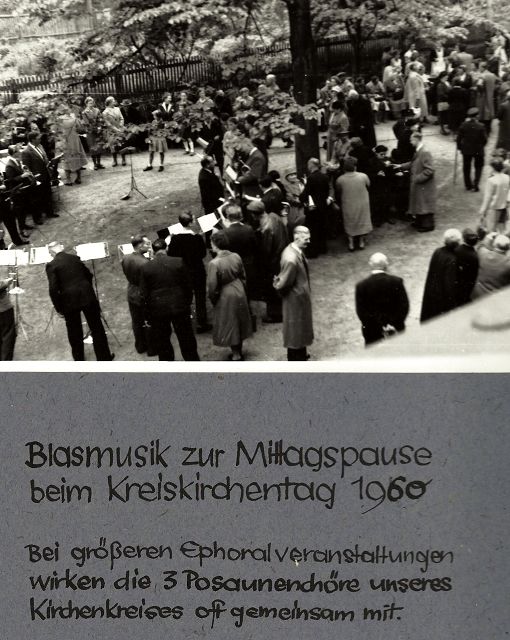 Blasmusik zur Mittagspause
beim Kreiskirchentag 1960
Bei größeren Ephoralveranstaltungen
wirken die 3 Posaunenchöre unseres
Kirchenkreises oft gemeinsam mit.